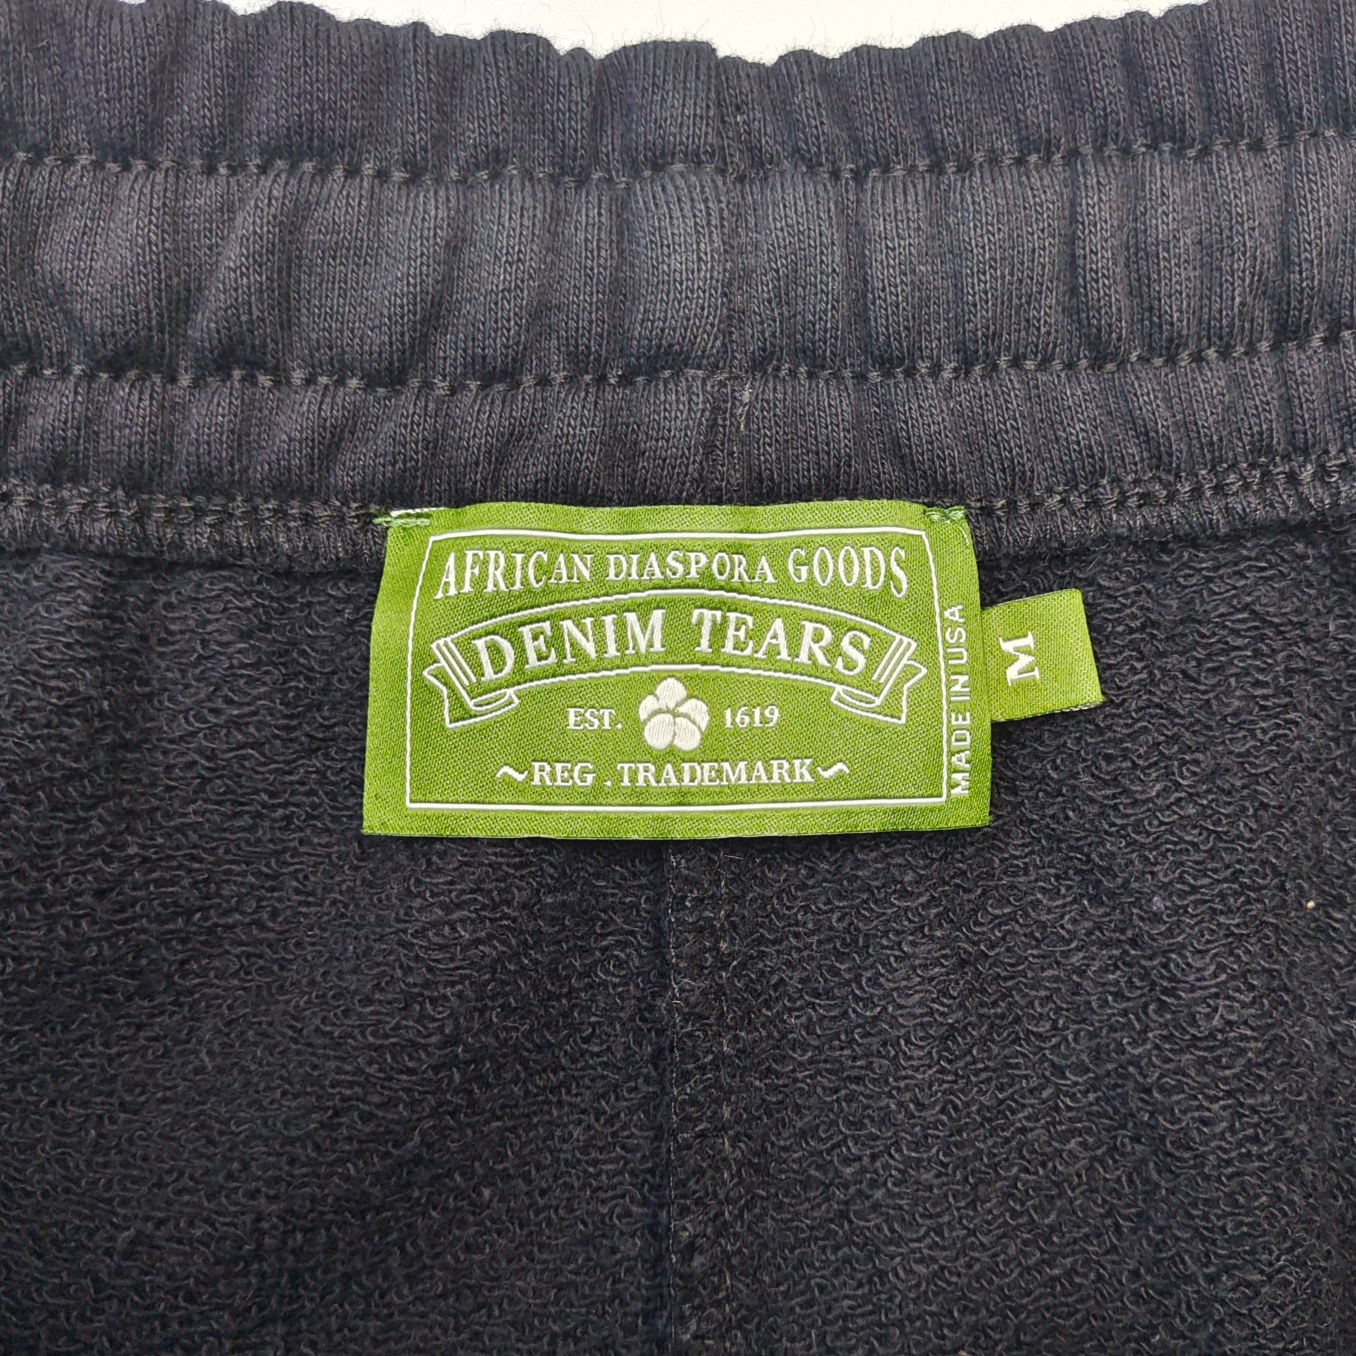 AFRICAN DIASPORA GOODS
DENIM TEARS
EST. 1619
~REG . TRADEMARK~
MADE IN USA
M